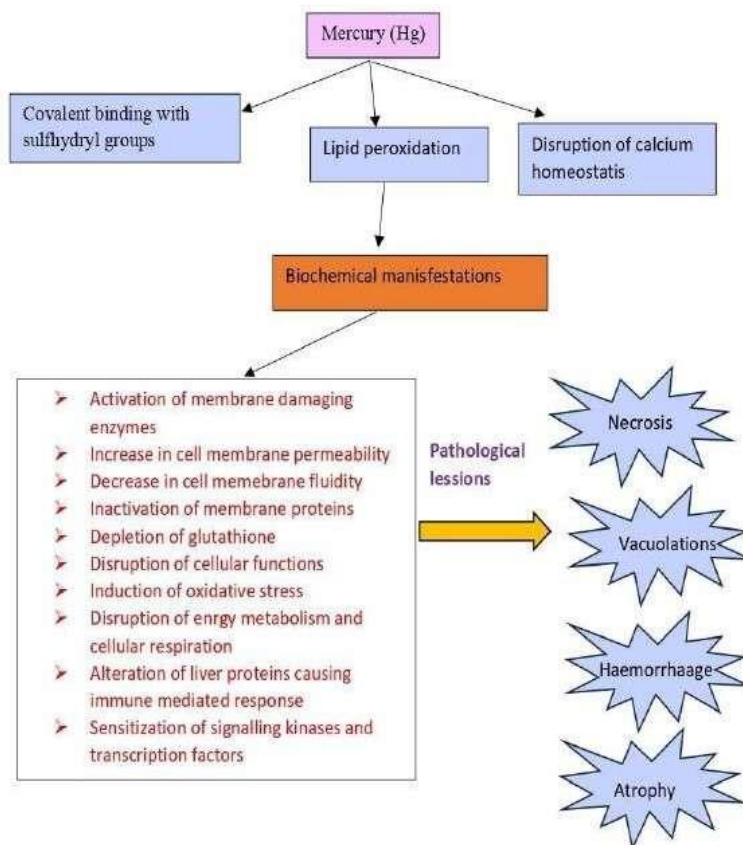 Mercury (Hg)
Covalent binding with
sulfhydryl groups
Lipid peroxidation
Disruption of calcium
homeostatis
Biochemical manisfestations
➢ Activation of membrane damaging
enzymes
➢ Increase in cell membrane permeability
➢ Decrease in cell memebrane fluidity
➢ Inactivation of membrane proteins
➢ Depletion of glutathione
➢ Disruption of cellular functions
➢ Induction of oxidative stress
➢ Disruption of enrgy metabolism and
cellular respiration
➢ Alteration of liver proteins causing
immune mediated response
➢ Sensitization of signalling kinases and
transcription factors
Pathological
lessions
Necrosis
Vacuolations
Haemorrhaage
Atrophy